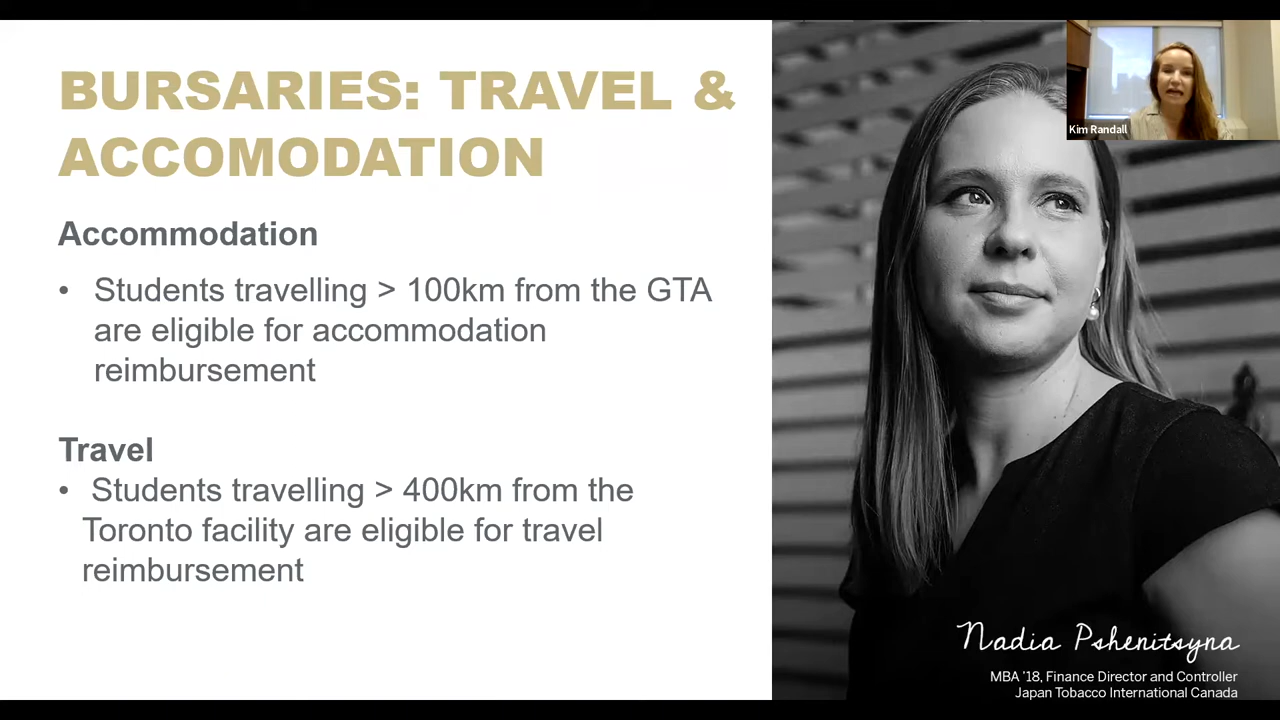 BURSARIES: TRAVEL &
ACCOMODATION
Accommodation
• Students travelling > 100km from the GTA
are eligible for accommodation
reimbursement
Travel
• Students travelling > 400km from the
Toronto facility are eligible for travel
reimbursement
Kim Randall
Nadia Pshenitsyna
MBA '18, Finance Director and Controller
Japan Tobacco International Canada